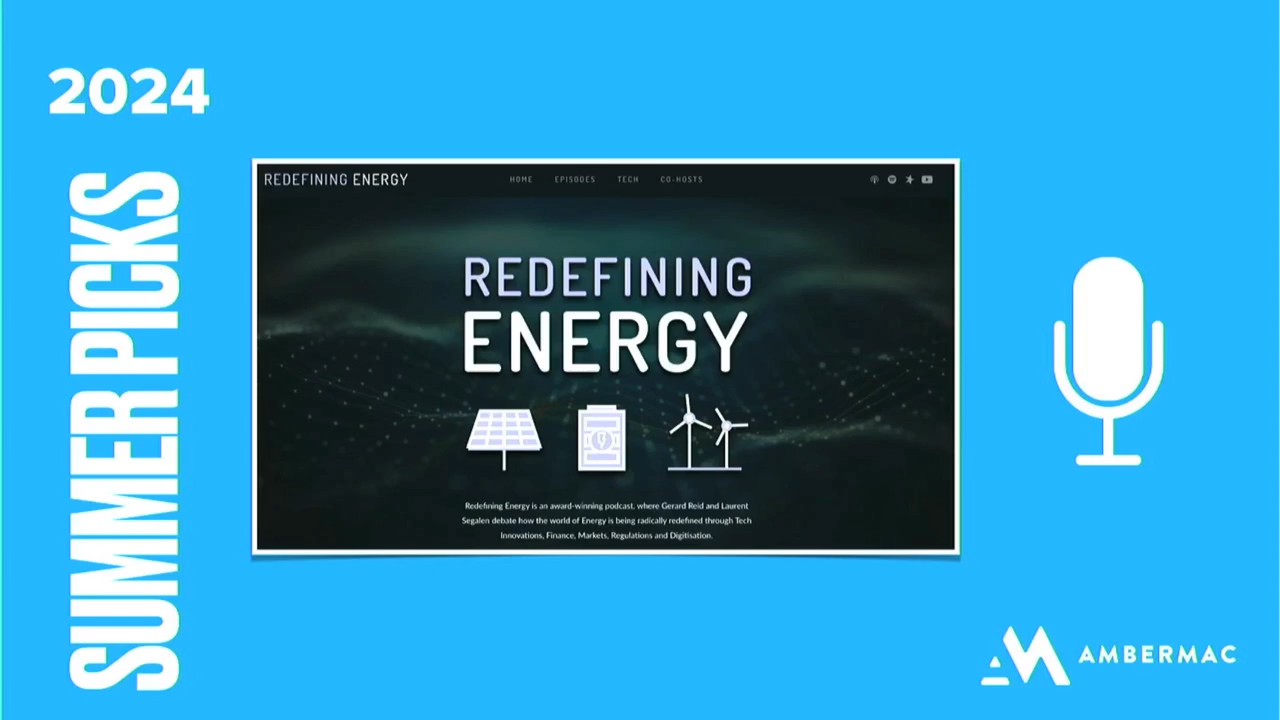 2024
SUMMER PICKS
REDEFINING ENERGY
HOME EPISODES TECH CO-HOSTS
REDEFINING
ENERGY
Redefining Energy is an award-winning podcast, where Gerard Reid and Laurent
Segalen debate how the world of Energy is being radically redefined through Tech
Innovations, Finance, Markets, Regulations and Digitisation.
AMBERMAC